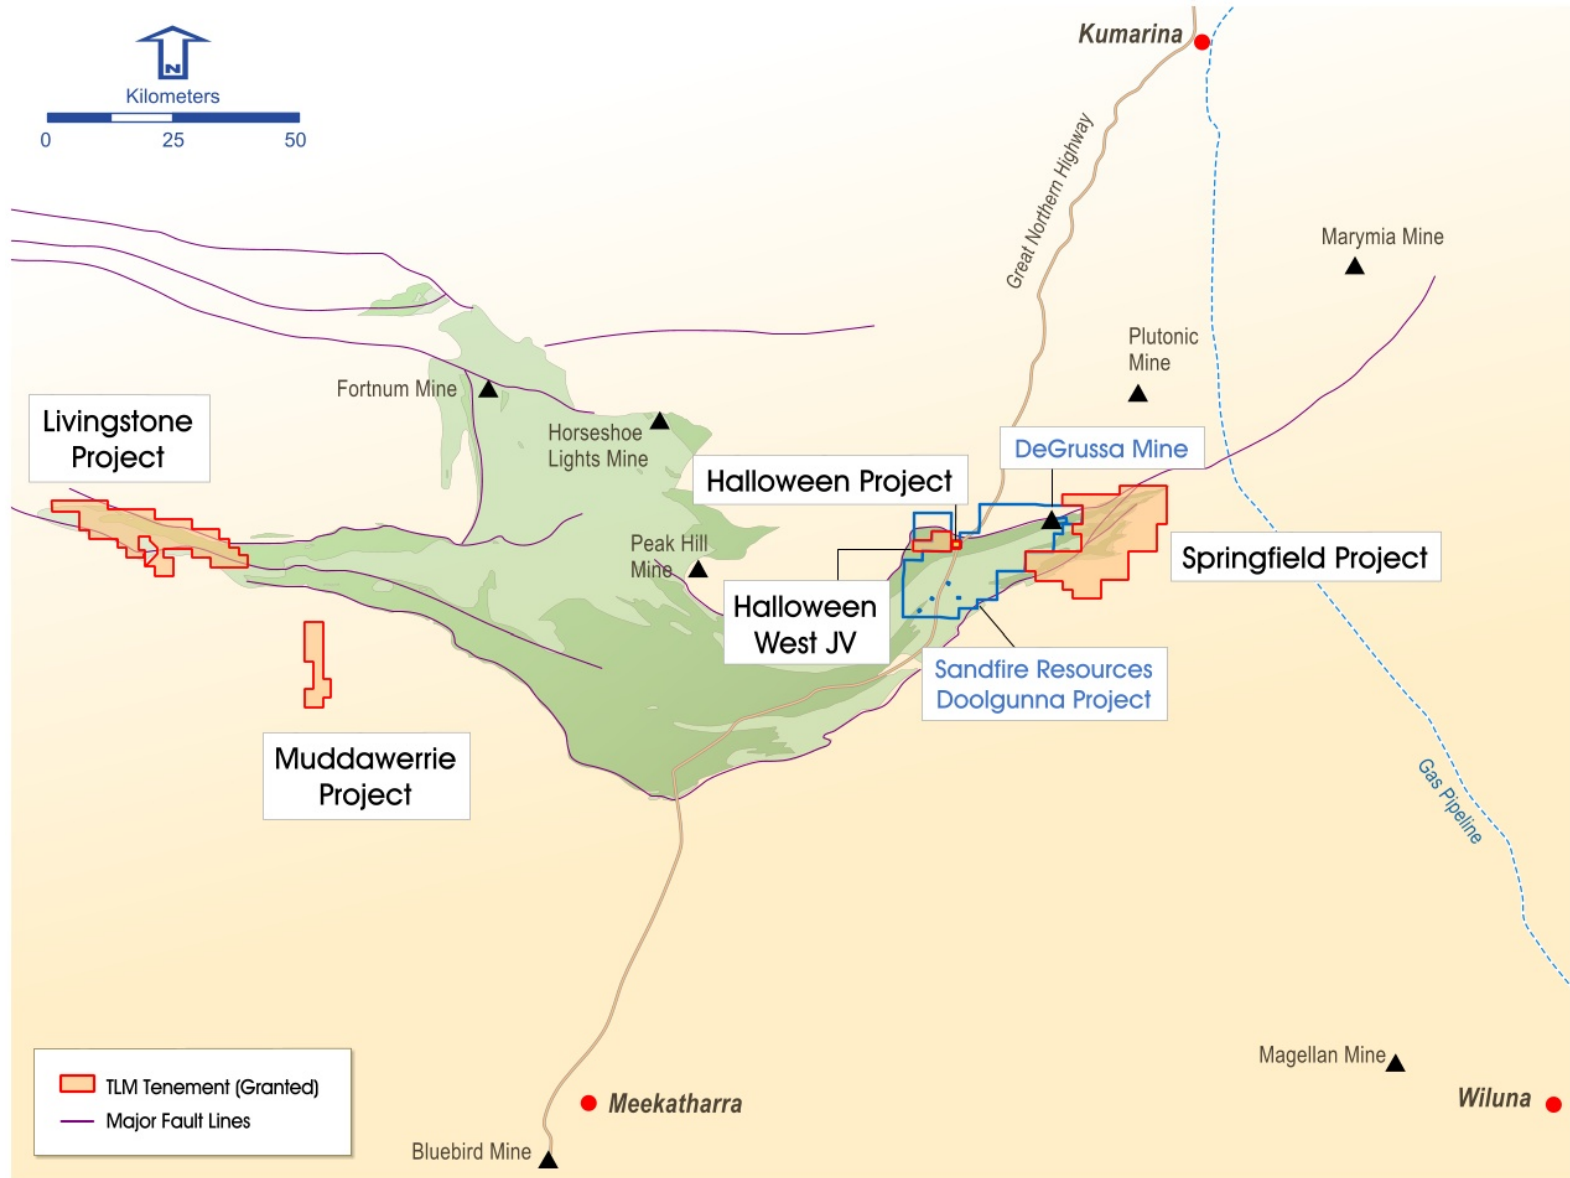 Kumarina
N
Kilometers
0 25 50
Great Northern Highway
Marymia Mine
Plutonic
Mine
Fortnum Mine
Livingstone
Project
Horseshoe
Lights Mine
DeGrussa Mine
Halloween Project
Peak Hill
Mine
Springfield Project
Halloween
West JV
Sandfire Resources
Doolgunna Project
Muddawerrie
Project
Gas Pipeline
Magellan Mine
TLM Tenement (Granted)
Major Fault Lines
Meekatharra
Wiluna
Bluebird Mine